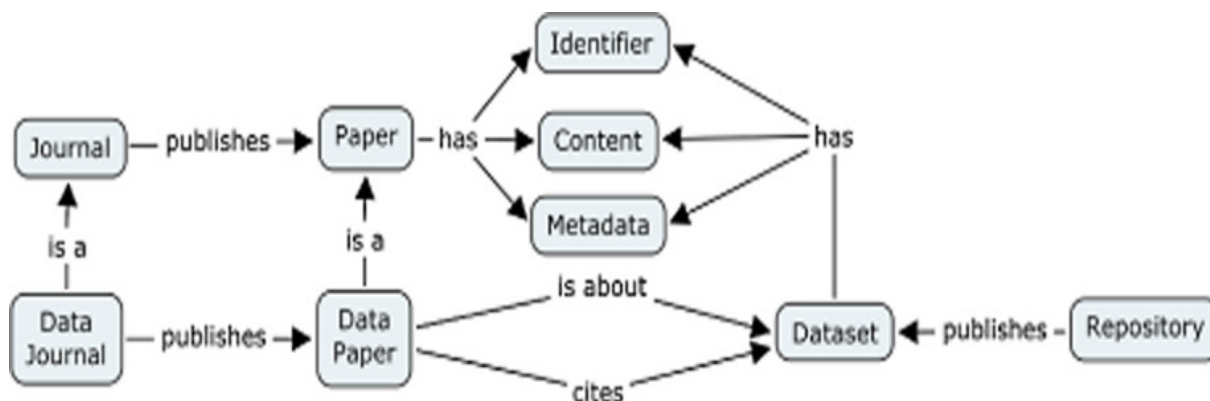 Identifier
Journal
publishes
Paper
has
Content
has
Metadata
is a
is a
is about
Data
Journal
publishes
Data
Paper
Dataset
publishes
Repository
cites